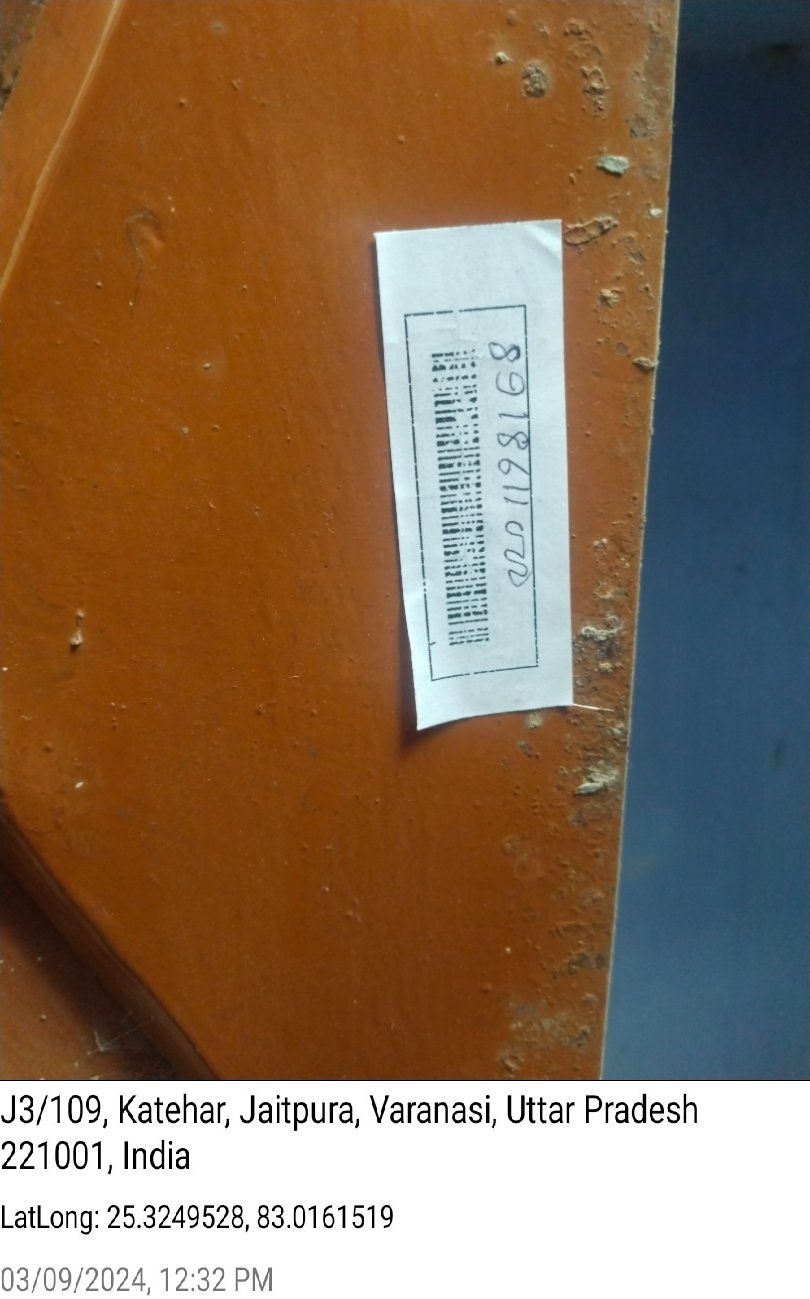 J3/109, Katehar, Jaitpura, Varanasi, Uttar Pradesh
221001, India
LatLong: 25.3249528, 83.0161519
03/09/2024, 12:32 PM